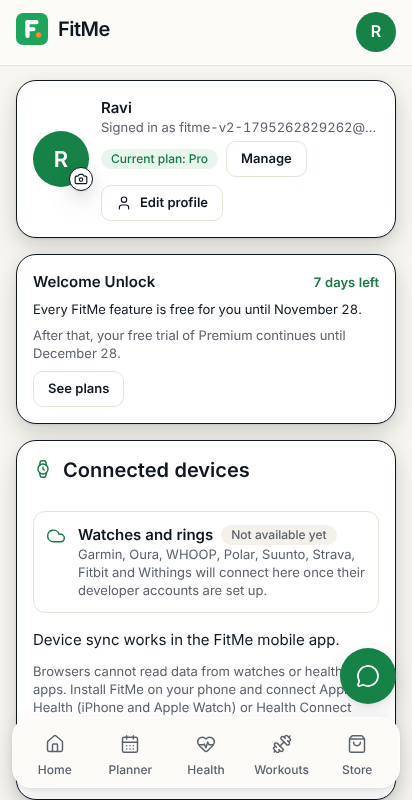 FitMe
R
Ravi
Signed in as fitme-v2-1795262829262@...
R
Current plan: Pro
Manage
Edit profile
Welcome Unlock
7 days left
Every FitMe feature is free for you until November 28.
After that, your free trial of Premium continues until
December 28.
See plans
Connected devices
Watches and rings
Not available yet
Garmin, Oura, WHOOP, Polar, Suunto, Strava,
Fitbit and Withings will connect here once their
developer accounts are set up.
Device sync works in the FitMe mobile app.
Browsers cannot read data from watches or health
apps. Install FitMe on your phone and connect
Health (iPhone and Apple Watch) or Health Connect
Home
Planner
Health
Workouts
Store